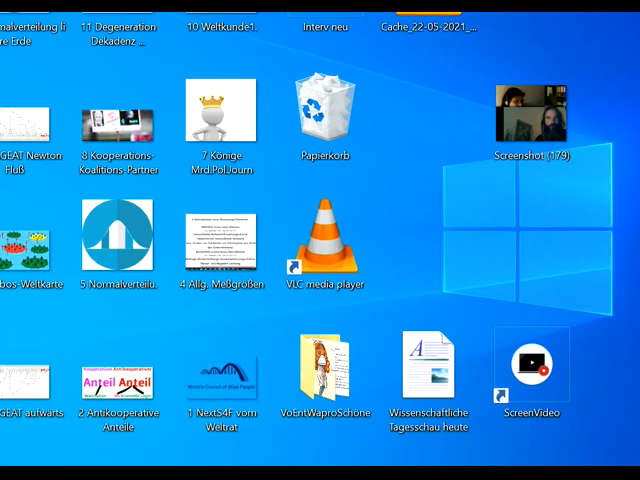 malverteilung li
re Erde
11 Degeneration.
Dekadenz ...
10 Weltkunde1.
Interv neu
Cache_22-05-2021_...
GEAT Newton
Fluß
8 Kooperations-
Koalitions-Partner
7 Könige
Mrd.Pol.Journ
Papierkorb
Screenshot (179)
bos-Weltkarte
5 Normalverteilu.
4 Allg. Meßgrößen
VLC media player
Kooperationen Antikooperationen
Anteil Anteil
World's Council of Wise People
A
GEAT aufwärts
2 Antikooperative
Anteile
1 NextS4F vom
Weltrat
VoEntWaproSchöne
Wissenschaftliche
Tagesschau heute
ScreenVideo